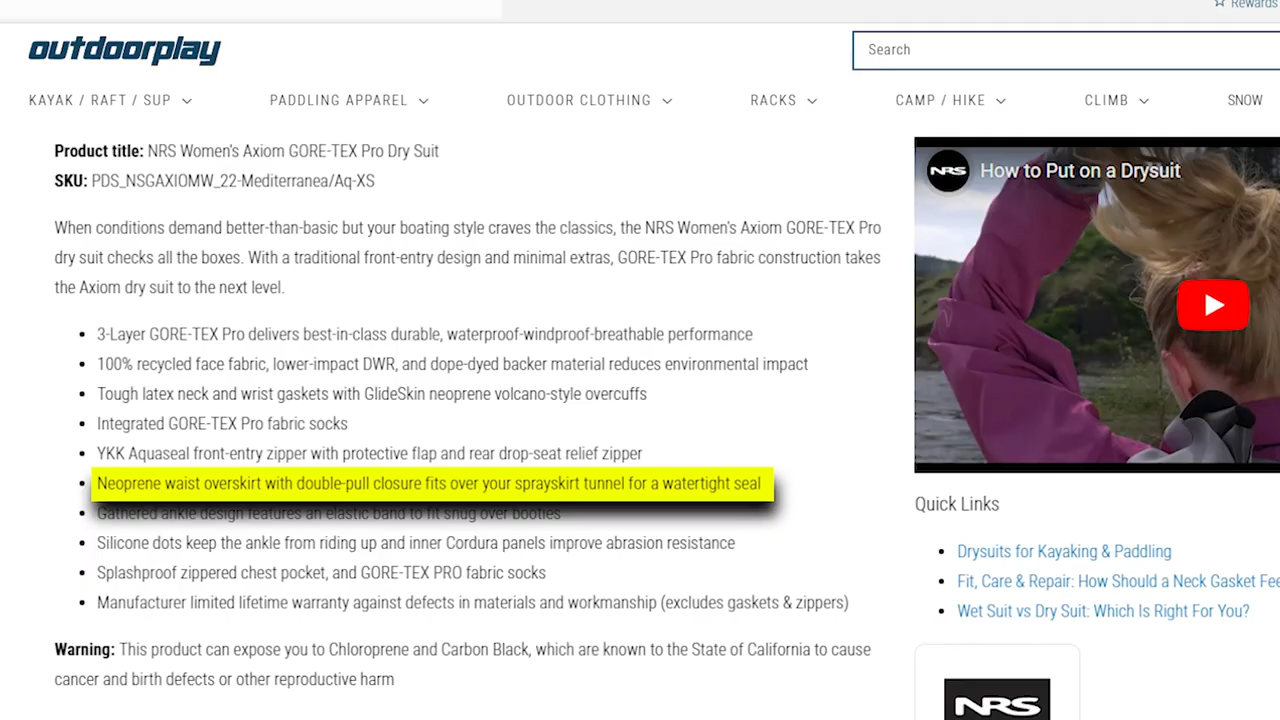 Rewards
outdoorplay
Search
KAYAK / RAFT / SUP
PADDLING APPAREL
OUTDOOR CLOTHING
RACKS
CAMP / HIKE
CLIMB
SNOW
Product title: NRS Women's Axiom GORE-TEX Pro Dry Suit
SKU: PDS_NSGAXIOMW_22-Mediterranea/Aq-XS
When conditions demand better-than-basic but your boating style craves the classics, the NRS Women's Axiom GORE-TEX Pro
dry suit checks all the boxes. With a traditional front-entry design and minimal extras, GORE-TEX Pro fabric construction takes
the Axiom dry suit to the next level.
• 3-Layer GORE-TEX Pro delivers best-in-class durable, waterproof-windproof-breathable performance
• 100% recycled face fabric, lower-impact DWR, and dope-dyed backer material reduces environmental impact
• Tough latex neck and wrist gaskets with GlideSkin neoprene volcano-style overcuffs
• Integrated GORE-TEX Pro fabric socks
• YKK Aquaseal front-entry zipper with protective flap and rear drop-seat relief zipper
• Neoprene waist overskirt with double-pull closure fits over your sprayskirt tunnel for a watertight seal
• Gathered ankle design features an elastic band to fit snug over booties
• Silicone dots keep the ankle from riding up and inner Cordura panels improve abrasion resistance
• Splashproof zippered chest pocket, and GORE-TEX PRO fabric socks
• Manufacturer limited lifetime warranty against defects in materials and workmanship (excludes gaskets & zippers)
Warning: This product can expose you to Chloroprene and Carbon Black, which are known to the State of California to cause
cancer and birth defects or other reproductive harm
NRS
How to Put on a Drysuit
Quick Links
• Drysuits for Kayaking & Paddling
• Fit, Care & Repair: How Should a Neck Gasket Fee
• Wet Suit vs Dry Suit: Which Is Right For You?
NRS